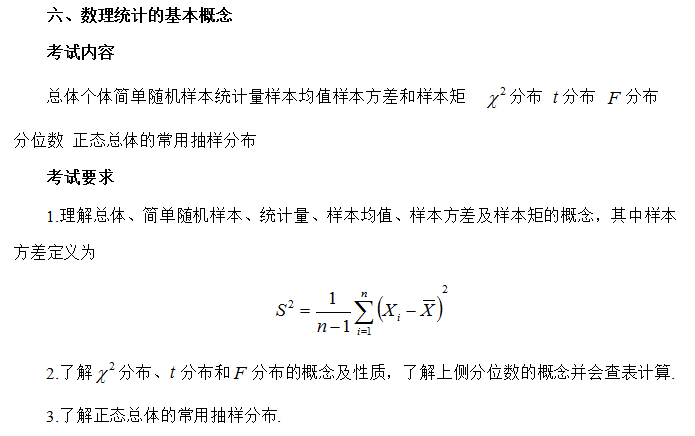 六、数理统计的基本概念
考试内容
总体个体简单随机样本统计量样本均值样本方差和样本矩 χ²分布 t分布 F分布
分位数 正态总体的常用抽样分布
考试要求
1.理解总体、简单随机样本、统计量、样本均值、样本方差及样本矩的概念，其中样本
方差定义为
S² = \frac{1}{n-1} \sum_{i=1}^{n} (X_i - \overline{X})²
2.了解χ²分布、t分布和F分布的概念及性质，了解上侧分位数的概念并会查表计算.
3.了解正态总体的常用抽样分布.